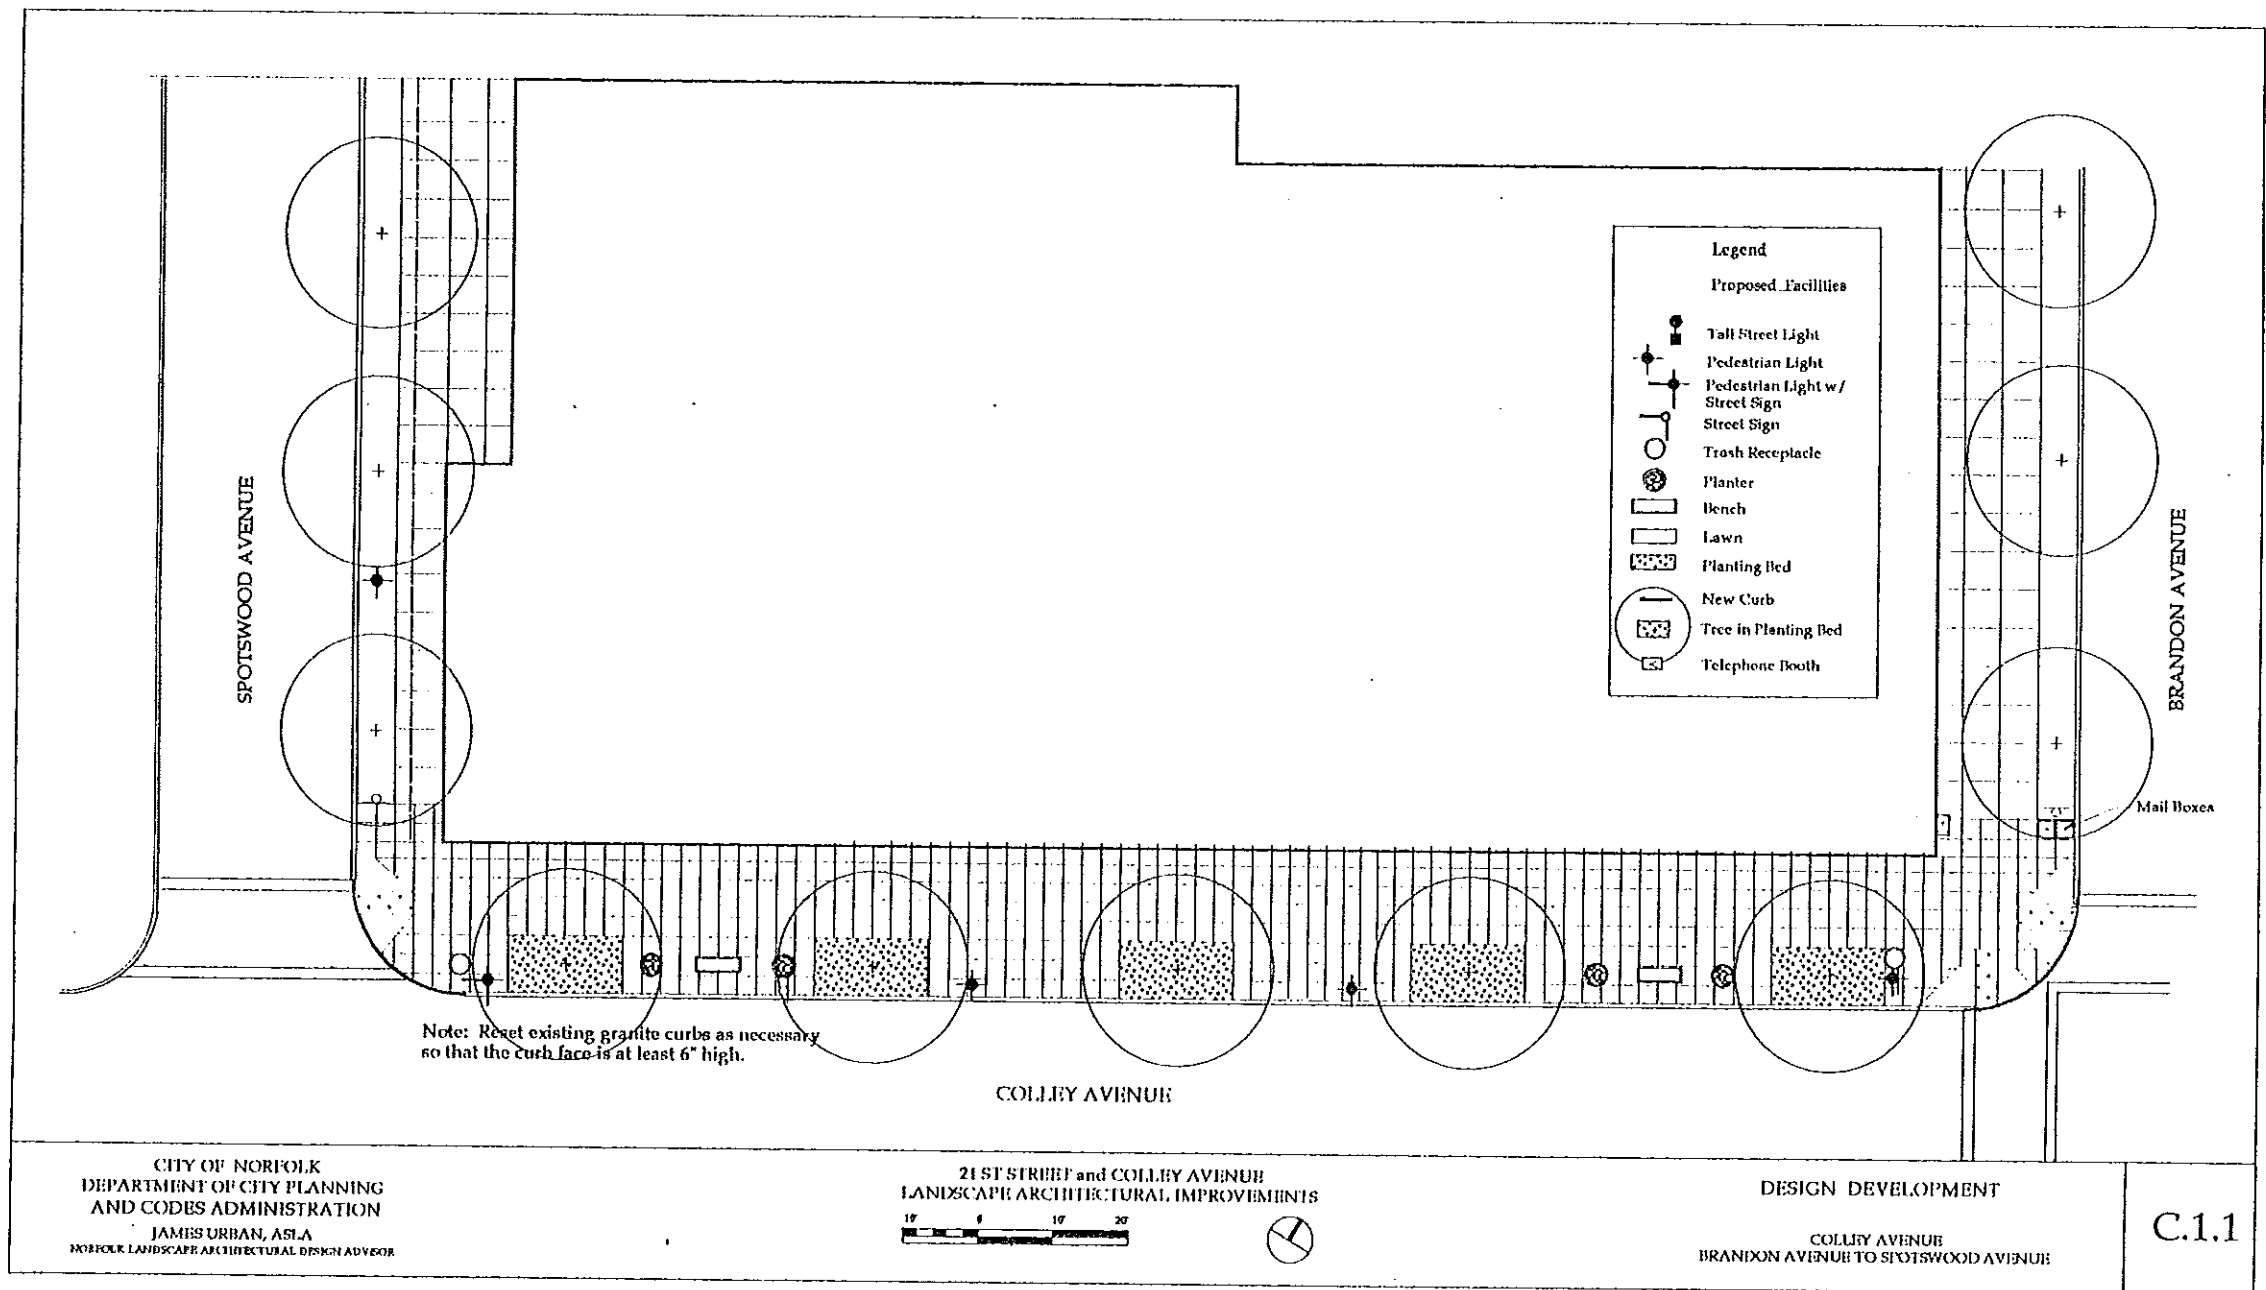 Legend
Proposed Facilities
Tall Street Light
Pedestrian Light
Pedestrian Light w/
Street Sign
Street Sign
Trash Receptacle
Planter
Bench
Lawn
Planting Bed
New Curb
Tree in Planting Bed
Telephone Booth
SPOTSWOOD AVENUE
BRANDON AVENUE
Mail Boxes
Note: Reset existing granite curbs as necessary
so that the curb face is at least 6" high.
COLLEY AVENUE
CITY OF NORFOLK
DEPARTMENT OF CITY PLANNING
AND CODES ADMINISTRATION
JAMES URBAN, ASLA
NORFOLK LANDSCAPE ARCHITECTURAL DESIGN ADVISOR
21 ST STREET and COLLEY AVENUE
LANDSCAPE ARCHITECTURAL IMPROVEMENTS
10' 0 10' 20'
DESIGN DEVELOPMENT
COLLEY AVENUE
BRANDON AVENUE TO SPOTSWOOD AVENUE
C.1.1